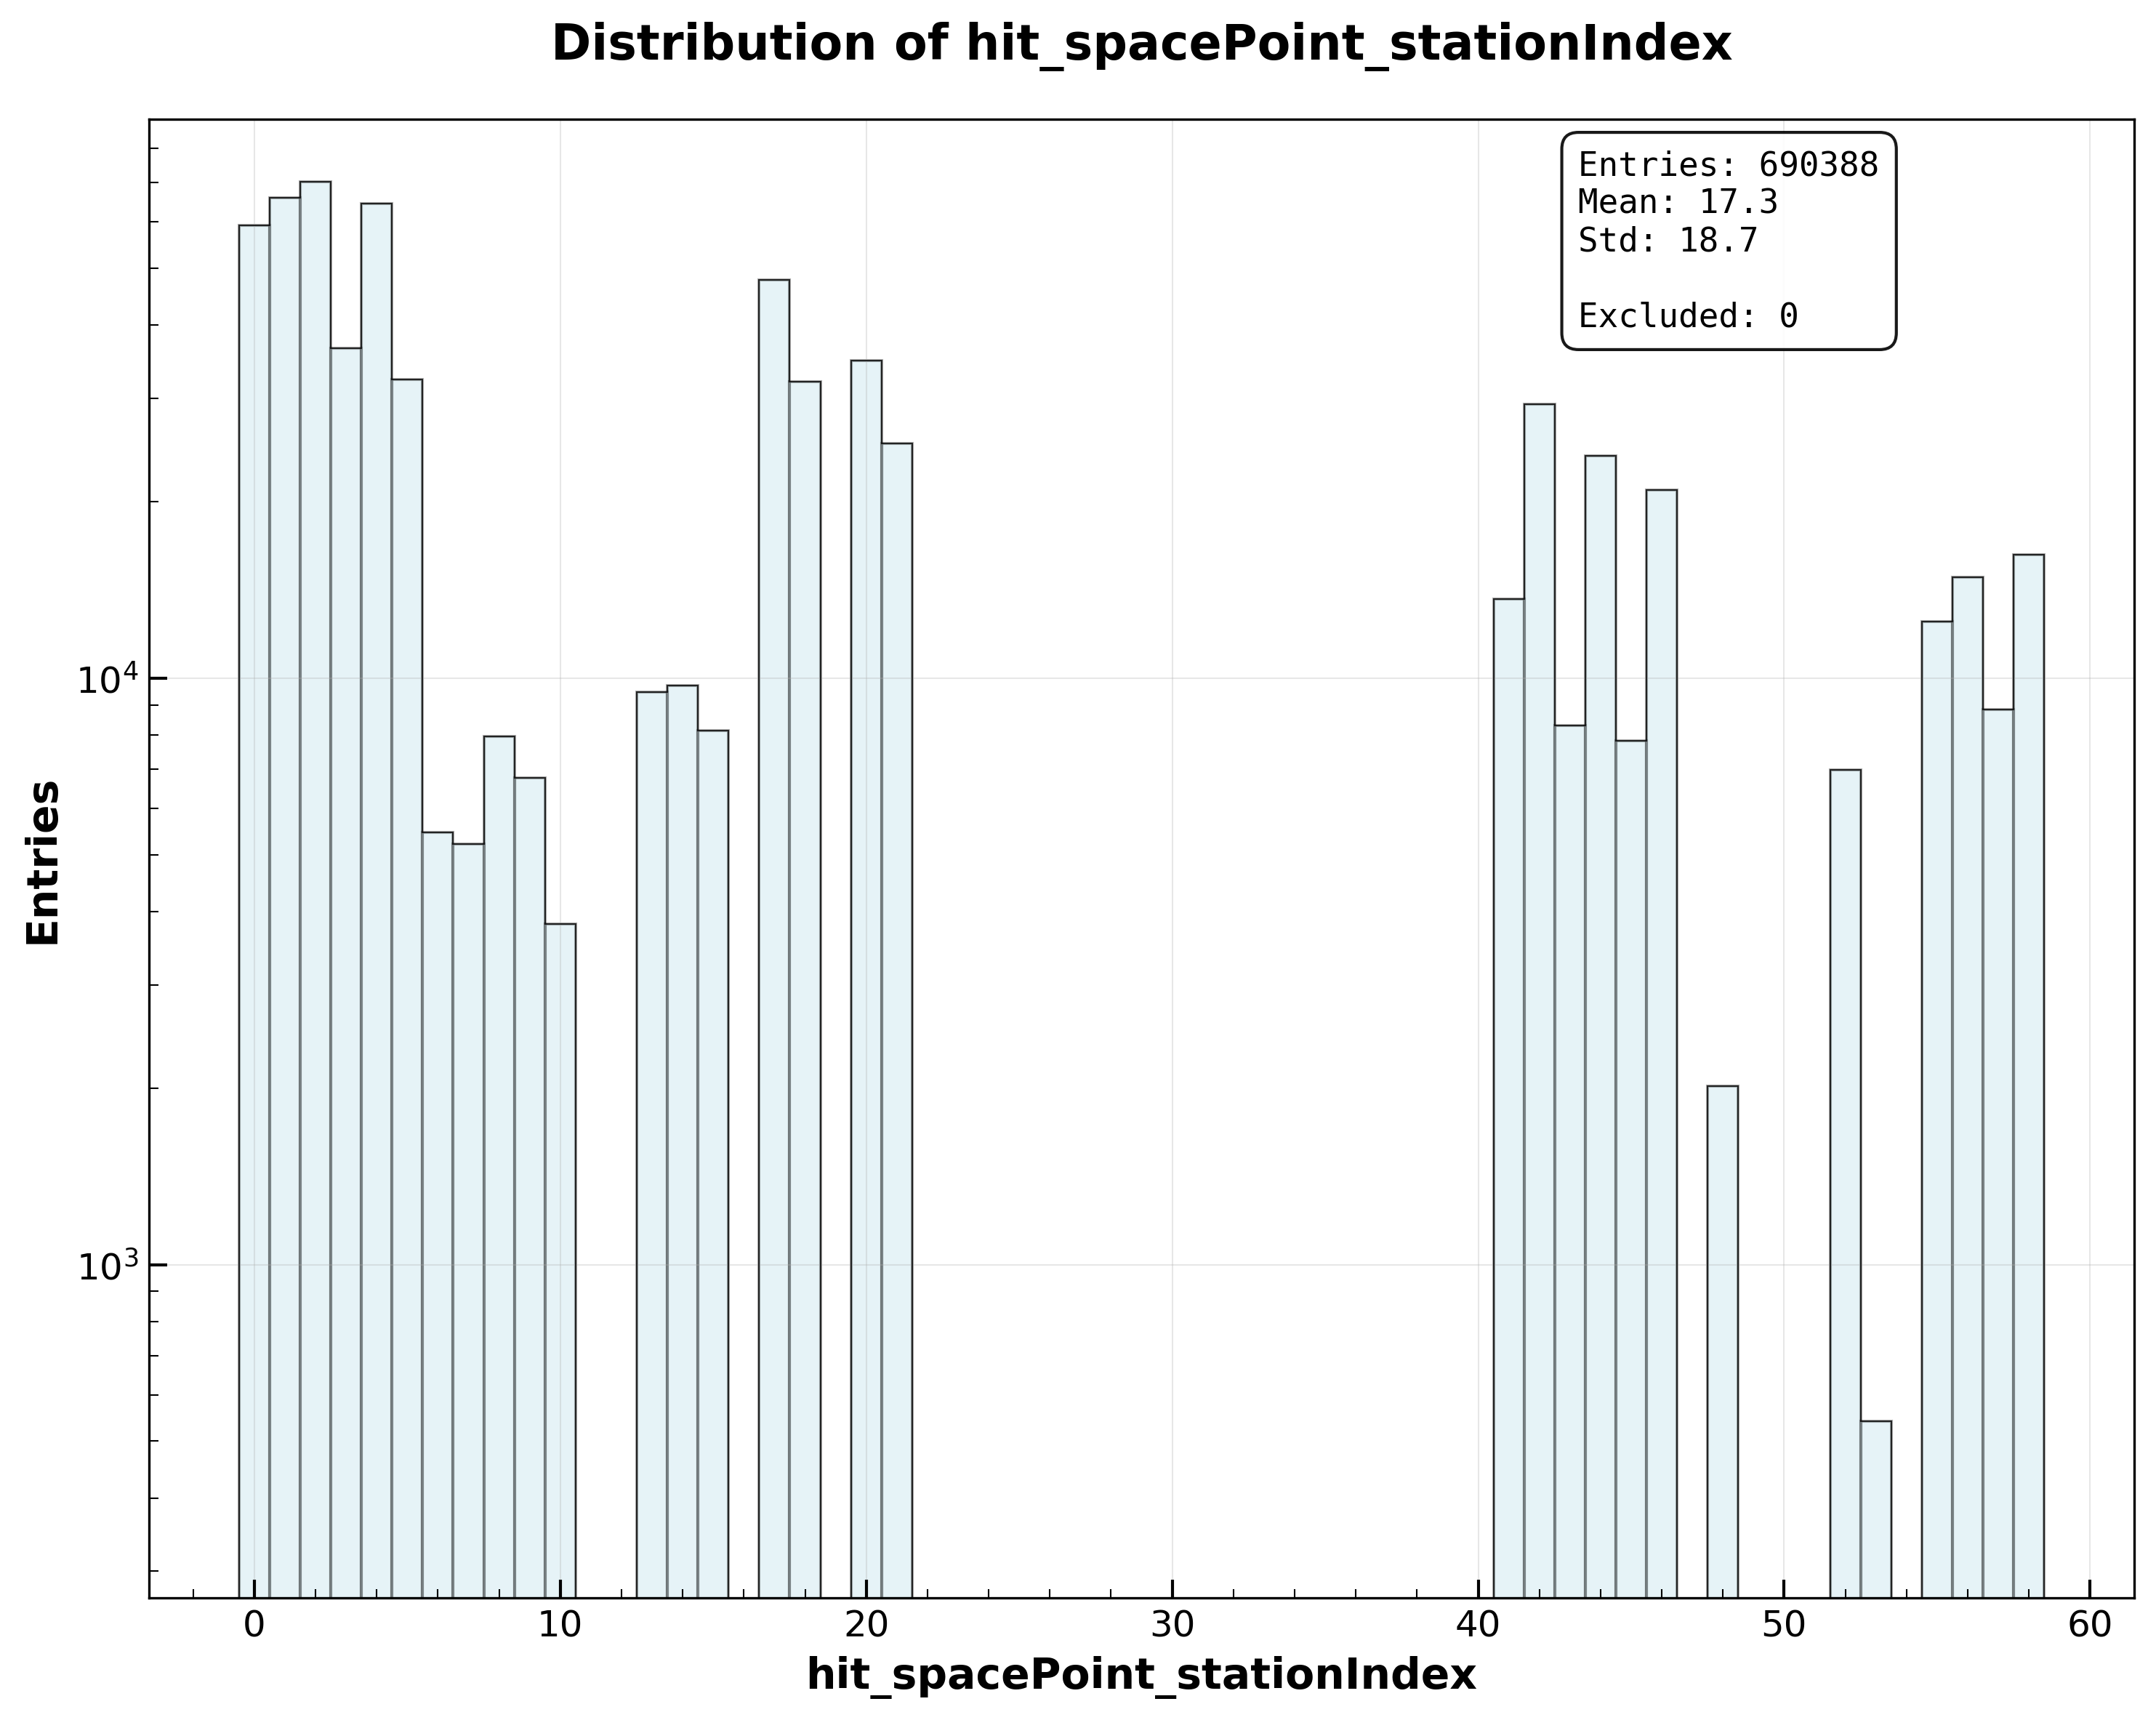 Distribution of hit_spacePoint_stationIndex
Entries: 690388
Mean: 17.3
Std: 18.7
Excluded: 0
Entries
10^4
10^3
0 10 20 30 40 50 60
hit_spacePoint_stationIndex